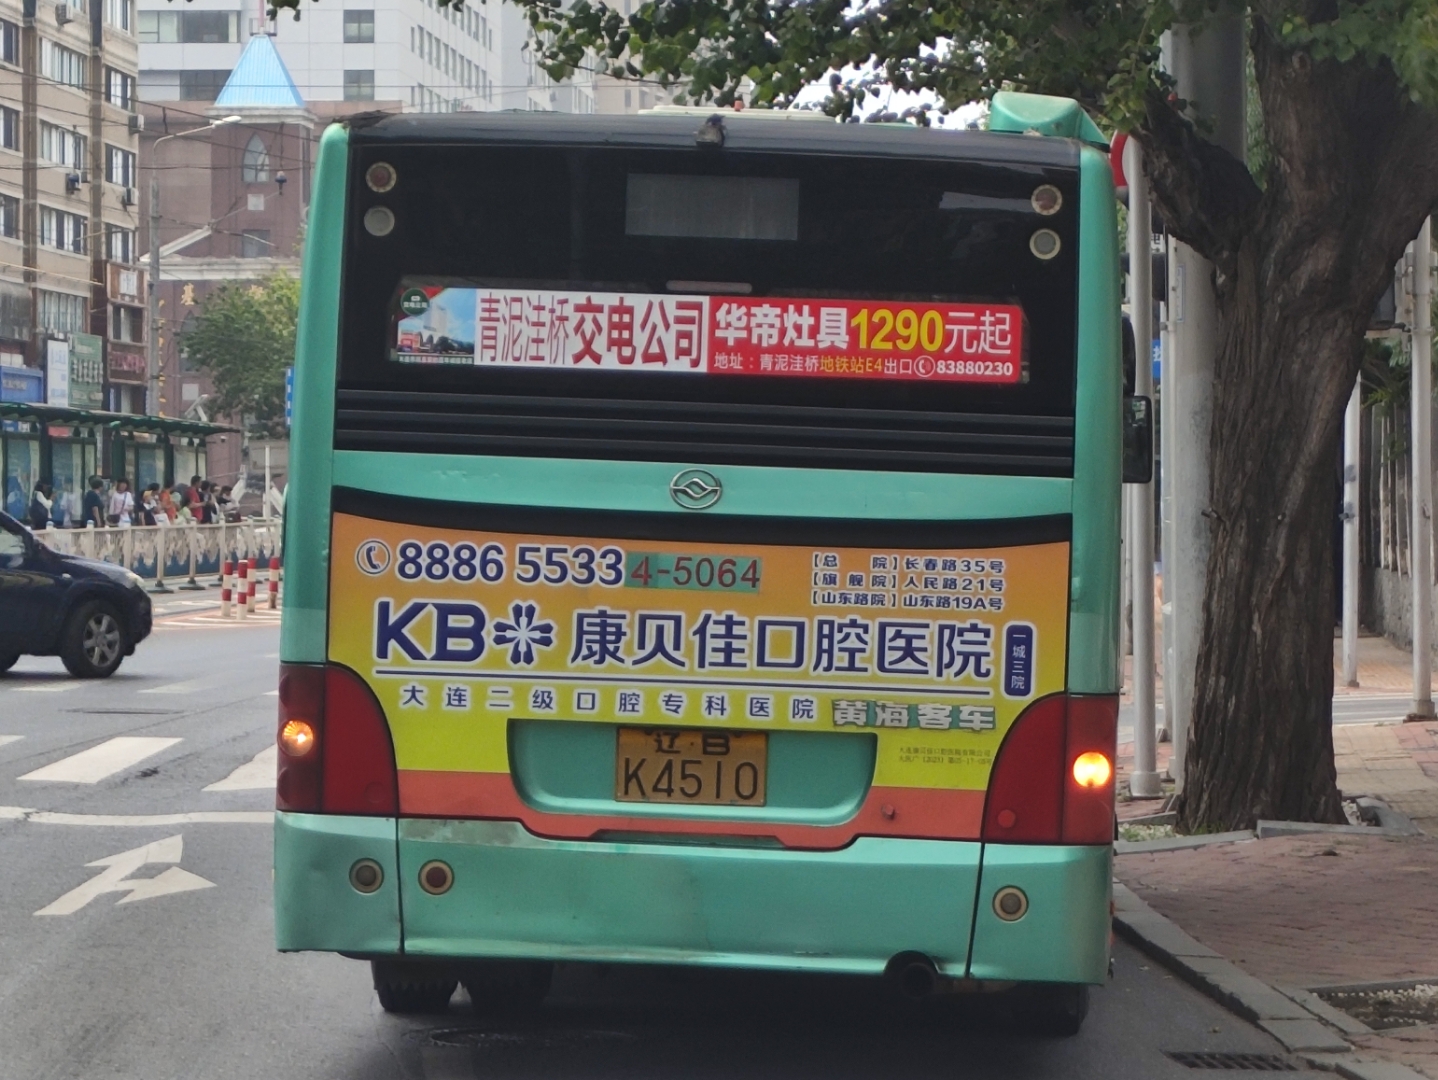 青泥洼桥交电公司
华帝灶具1290元起
地址：青泥洼桥地铁站E4出口 83880230
8886 5533
4-5064
【总 院】长春路35号
【旗舰院】人民路21号
【山东路院】山东路19A号
KB 康贝佳口腔医院
一城三院
大连二级口腔专科医院
黄海客车
辽·B
K4510
基